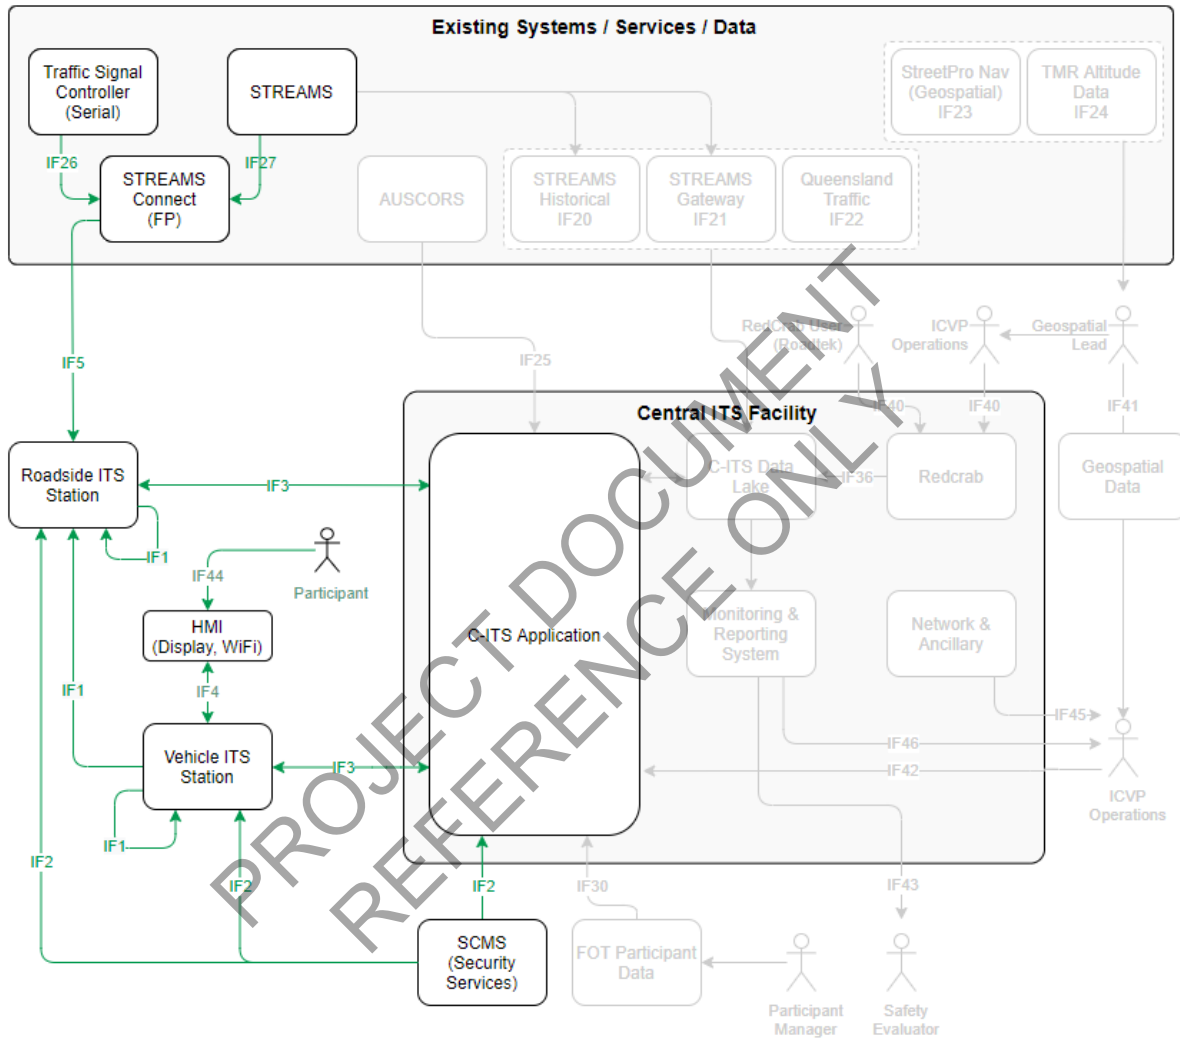 Existing Systems / Services / Data
Traffic Signal
Controller
(Serial)
STREAMS
StreetPro Nav
(Geospatial)
IF23
TMR Altitude
Data
IF24
IF26
IF27
STREAMS
Connect
(FP)
AUSCORS
STREAMS
Historical
IF20
STREAMS
Gateway
IF21
Queensland
Traffic
IF22
IF5
IF25
RedCrab User
(Roadtek)
ICVP
Operations
Geospatial
Lead
IF40
IF40
IF41
Central ITS Facility
Roadside ITS
Station
IF3
C-ITS Data
Lake
IF36
Redcrab
Geospatial
Data
IF1
IF44
Participant
HMI
(Display, WiFi)
C-ITS Application
Monitoring &
Reporting
System
Network &
Ancillary
IF1
IF4
IF45
Vehicle ITS
Station
IF3
IF46
IF42
ICVP
Operations
IF1
IF2
IF2
IF2
IF30
IF43
SCMS
(Security
Services)
FOT Participant
Data
Participant
Manager
Safety
Evaluator
PROJECT DOCUMENT
REFERENCE ONLY